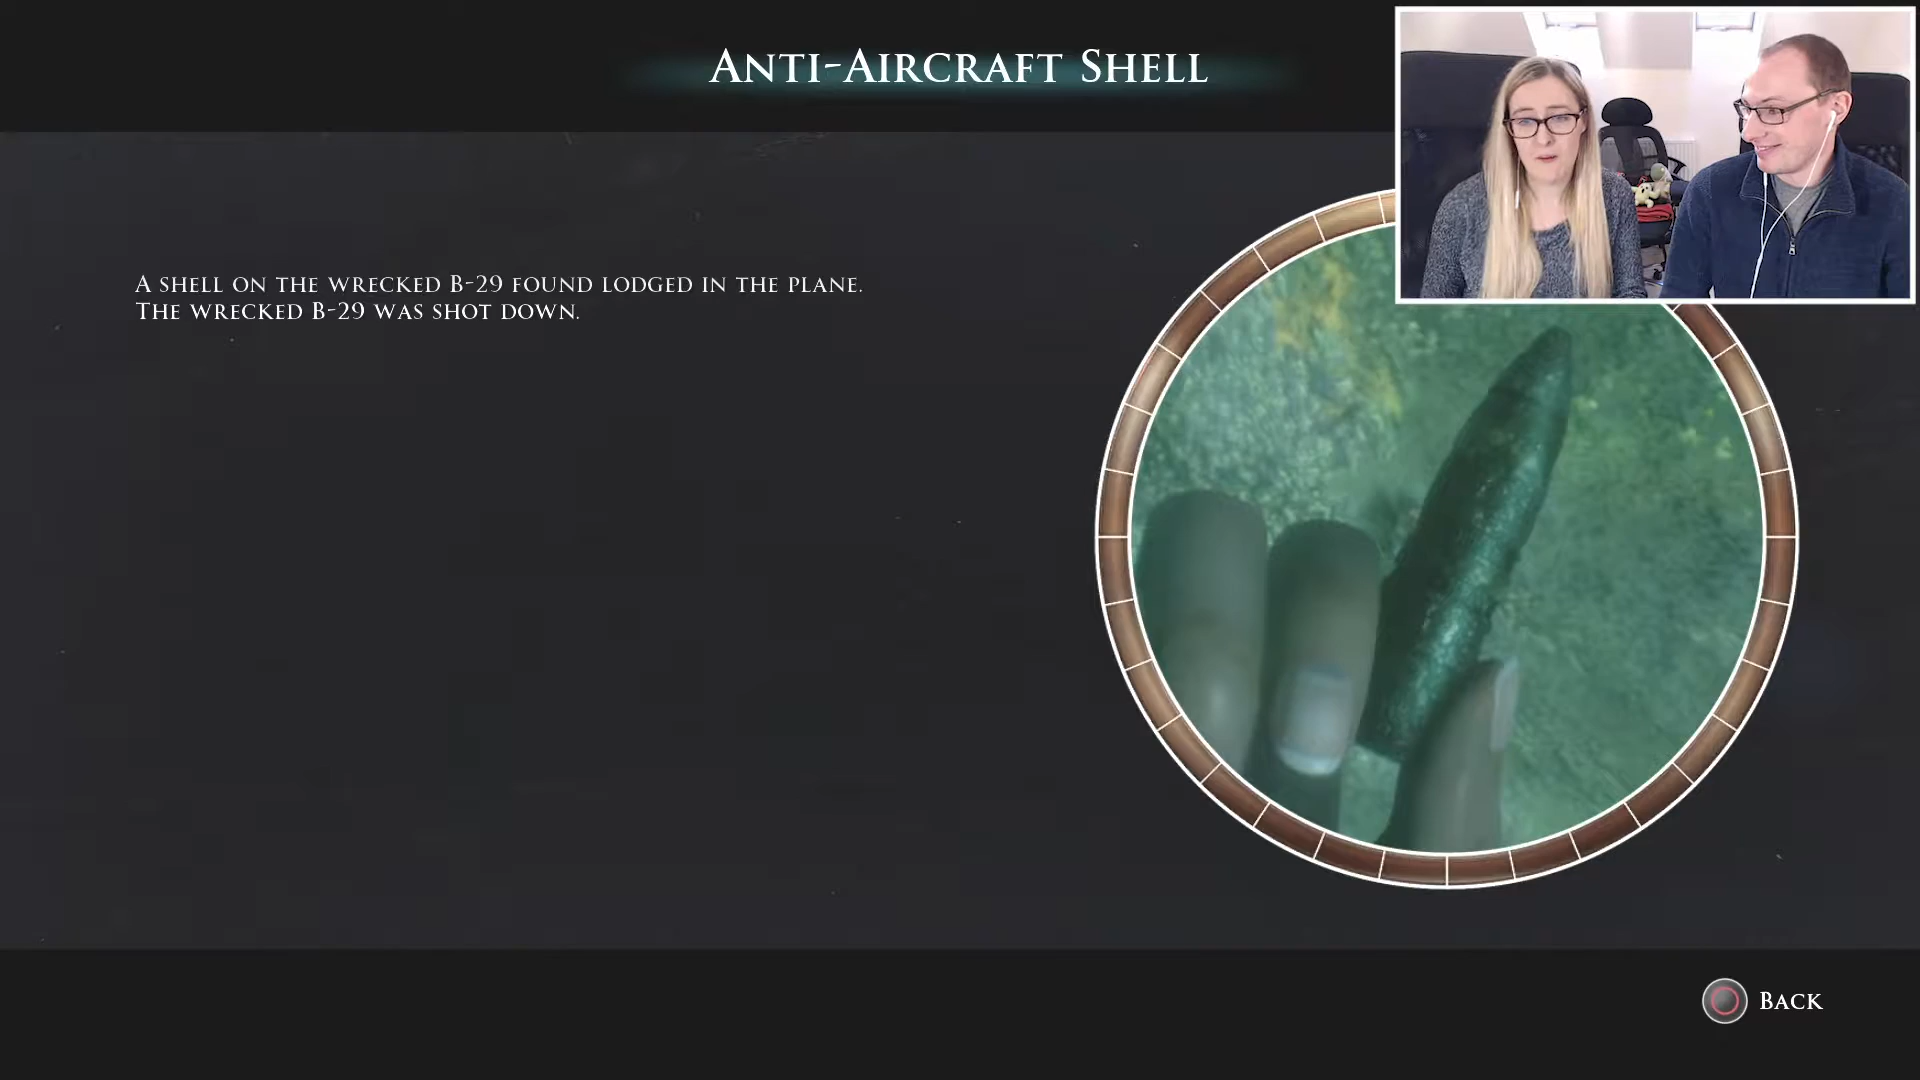 Anti-Aircraft Shell
A shell on the wrecked B-29 found lodged in the plane.
The wrecked B-29 was shot down.
Back